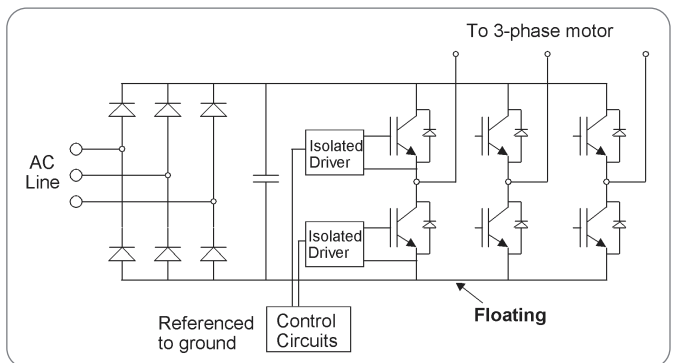 To 3-phase motor
AC
Line
Isolated
Driver
Isolated
Driver
Floating
Referenced
to ground
Control
Circuits